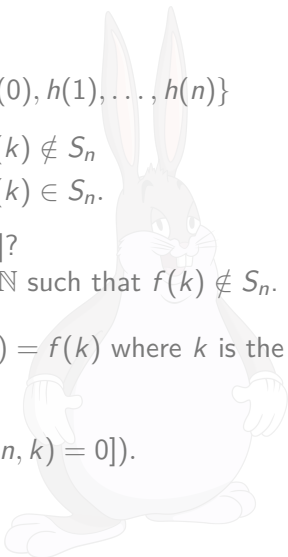 (0), h(1), . . . , h(n)}
(k) ∉ Sₙ
(k) ∈ Sₙ.
]?
ℕ such that f(k) ∉ Sₙ.
) = f(k) where k is the
n, k) = 0]).